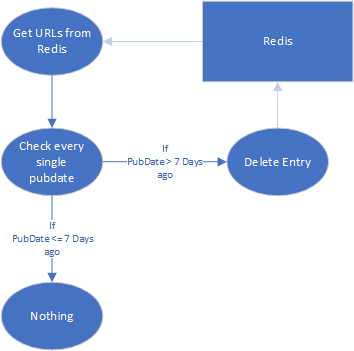 Get URLs from
Redis
Redis
Check every
single
pubdate
If
PubDate > 7 Days
ago
Delete Entry
If
PubDate <= 7 Days
ago
Nothing